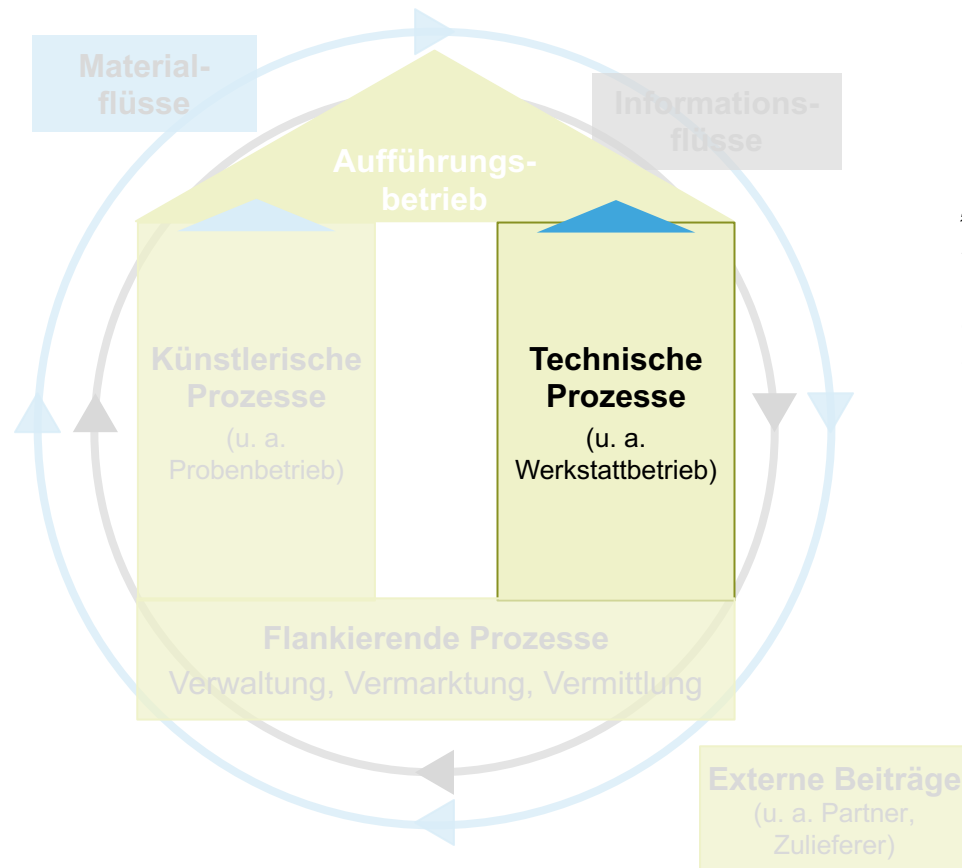 Material-
flüsse
Informations-
flüsse
Aufführungs-
betrieb
Künstlerische
Prozesse
(u. a.
Probenbetrieb)
Technische
Prozesse
(u. a.
Werkstattbetrieb)
Flankierende Prozesse
Verwaltung, Vermarktung, Vermittlung
Externe Beiträge
(u. a. Partner,
Zulieferer)